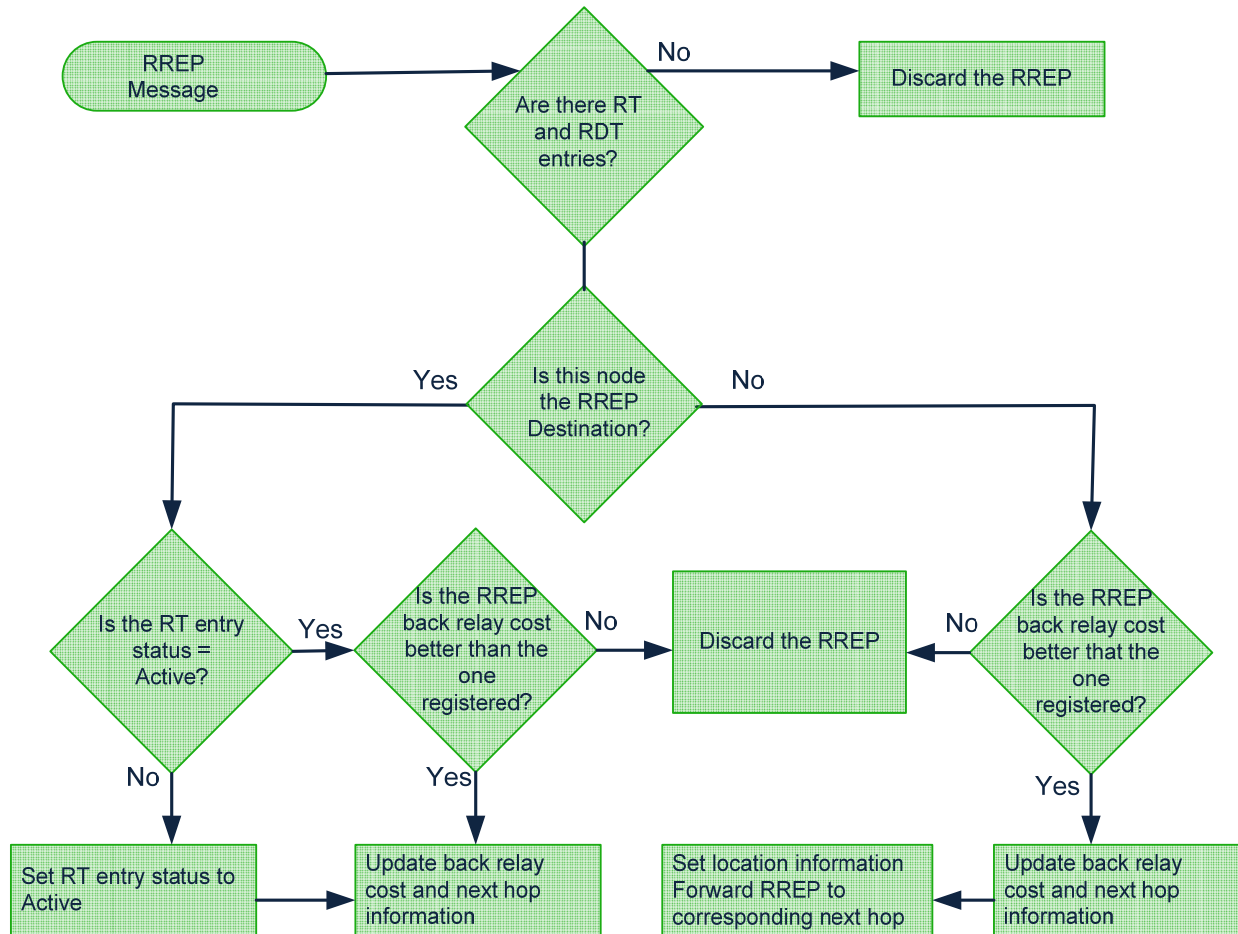 RREP
Message
No
Discard the RREP
Are there RT
and RDT
entries?
Yes
Is this node
the RREP
Destination?
No
Is the RT entry
status =
Active?
Yes
Is the RREP
back relay cost
better than the
one
registered?
No
Discard the RREP
No
Is the RREP
back relay cost
better that the
one
registered?
No
Yes
Yes
Set RT entry status to
Active
Update back relay
cost and next hop
information
Set location information
Forward RREP to
corresponding next hop
Update back relay
cost and next hop
information